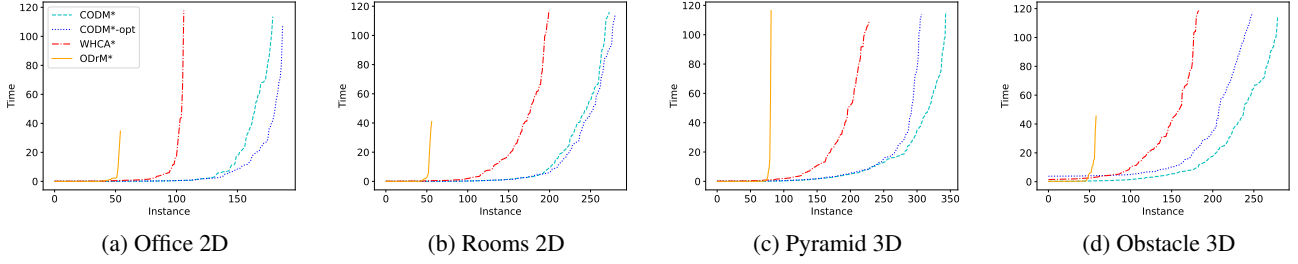 120
100
80
60
40
20
0
Time
CODM*
CODM*-opt
WHCA*
ODrM*
0 50 100 150
Instance
(a) Office 2D
120
100
80
60
40
20
0
Time
0 50 100 150 200 250
Instance
(b) Rooms 2D
120
100
80
60
40
20
0
Time
0 50 100 150 200 250 300 350
Instance
(c) Pyramid 3D
120
100
80
60
40
20
0
Time
0 50 100 150 200 250
Instance
(d) Obstacle 3D